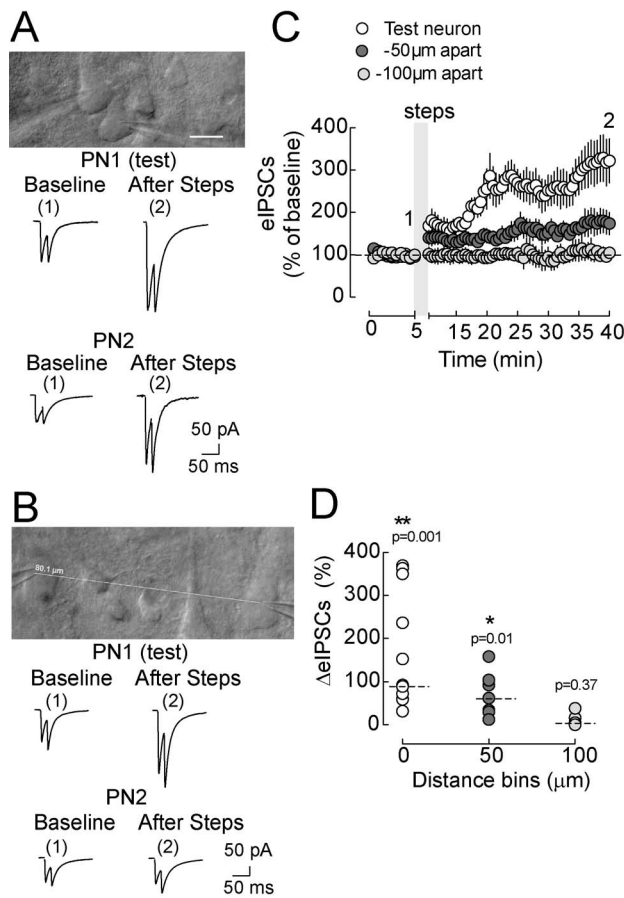 A
PN1 (test)
Baseline After Steps
(1) (2)
PN2
Baseline After Steps
(1) (2)
50 pA
50 ms
B
80.1 µm
PN1 (test)
Baseline After Steps
(1) (2)
PN2
Baseline After Steps
(1) (2)
50 pA
50 ms
C
Test neuron
-50µm apart
-100µm apart
steps
2
1
eIPSCs
(% of baseline)
400
300
200
100
0
0 5 15 20 25 30 35 40
Time (min)
D
**
p=0.001
*
p=0.01
p=0.37
ΔeIPSCs (%)
400
300
200
100
0
0 50 100
Distance bins (µm)